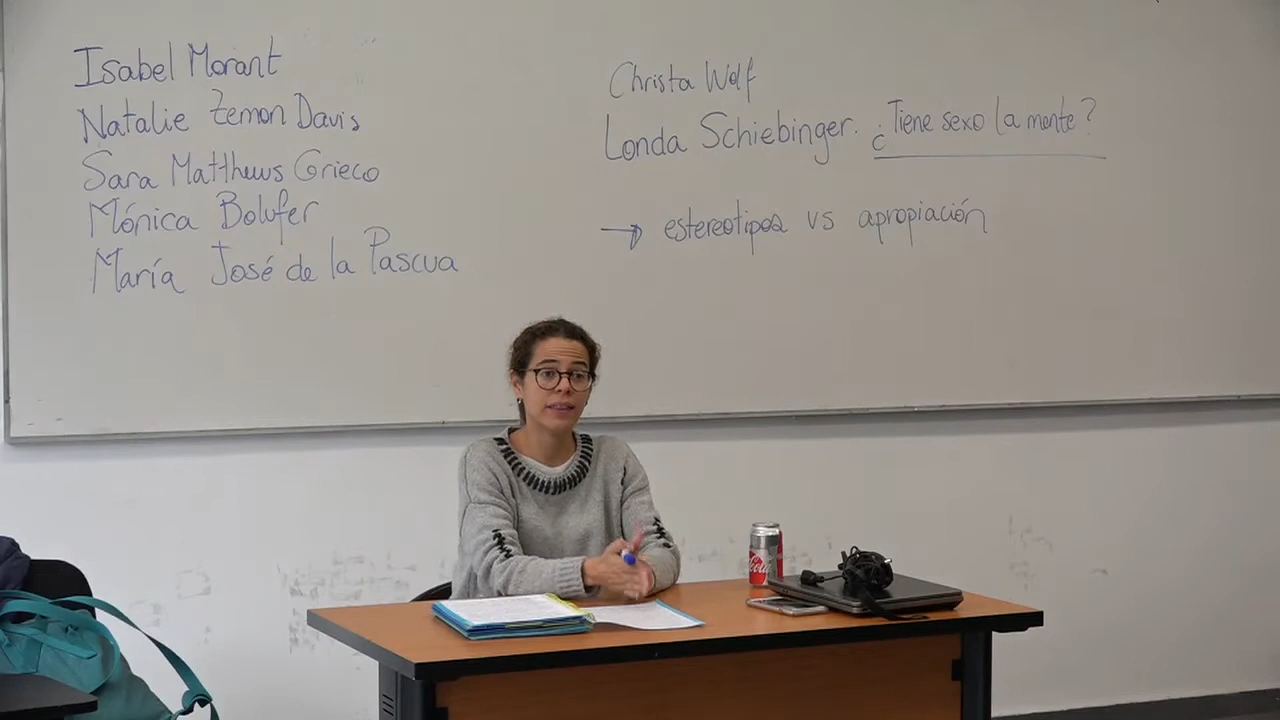 Isabel Morant
Natalie Zemon Davis
Sara Matthews Grieco
Mónica Bolufer
María José de la Pascua
Christa Wolf
Londa Schiebinger. ¿Tiene sexo la mente?
→ estereotipos vs apropiación